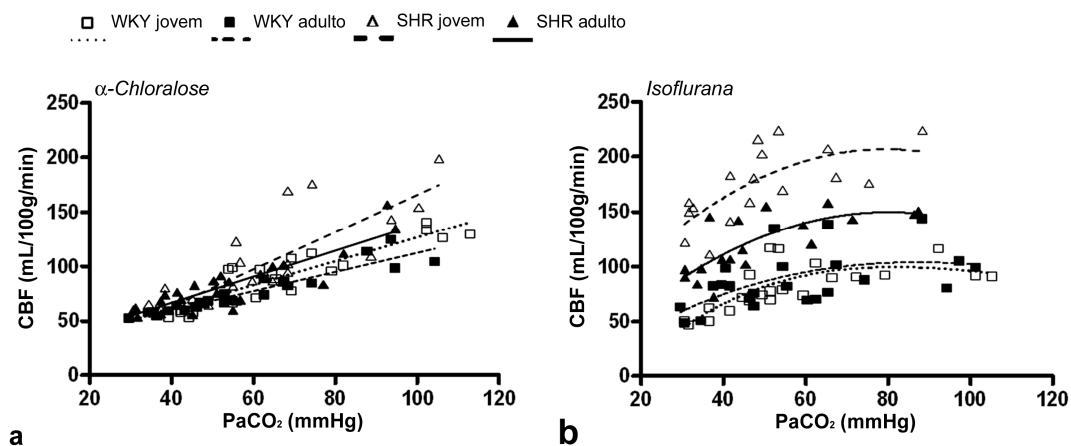 WKY jovem WKY adulto SHR jovem SHR adulto
α-Chloralose
250
200
150
100
50
0
CBF (mL/100g/min)
20 40 60 80 100 120
PaCO₂ (mmHg)
a
Isoflurana
250
200
150
100
50
0
CBF (mL/100g/min)
20 40 60 80 100 120
PaCO₂ (mmHg)
b